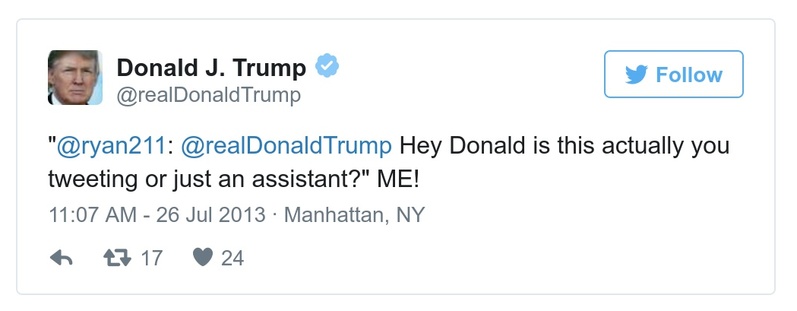 Donald J. Trump
@realDonaldTrump
Follow
"@ryan211: @realDonaldTrump Hey Donald is this actually you
tweeting or just an assistant?" ME!
11:07 AM - 26 Jul 2013 · Manhattan, NY
17 24